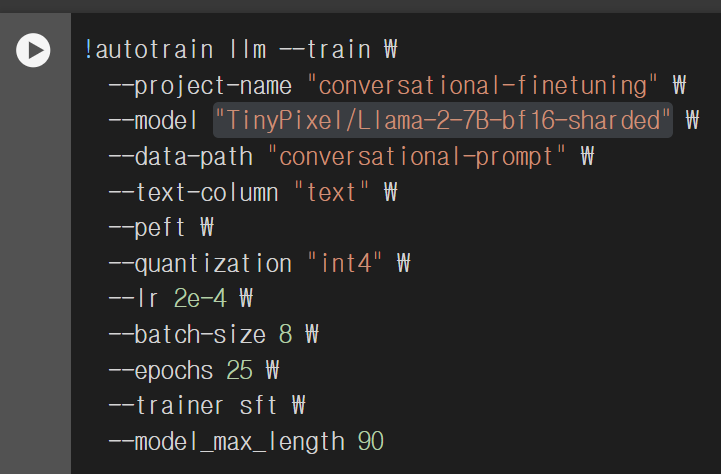 !autotrain llm --train ₩
--project-name "conversational-finetuning" ₩
--model "TinyPixel/Llama-2-7B-bf16-sharded" ₩
--data-path "conversational-prompt" ₩
--text-column "text" ₩
--peft ₩
--quantization "int4" ₩
--lr 2e-4 ₩
--batch-size 8 ₩
--epochs 25 ₩
--trainer sft ₩
--model_max_length 90